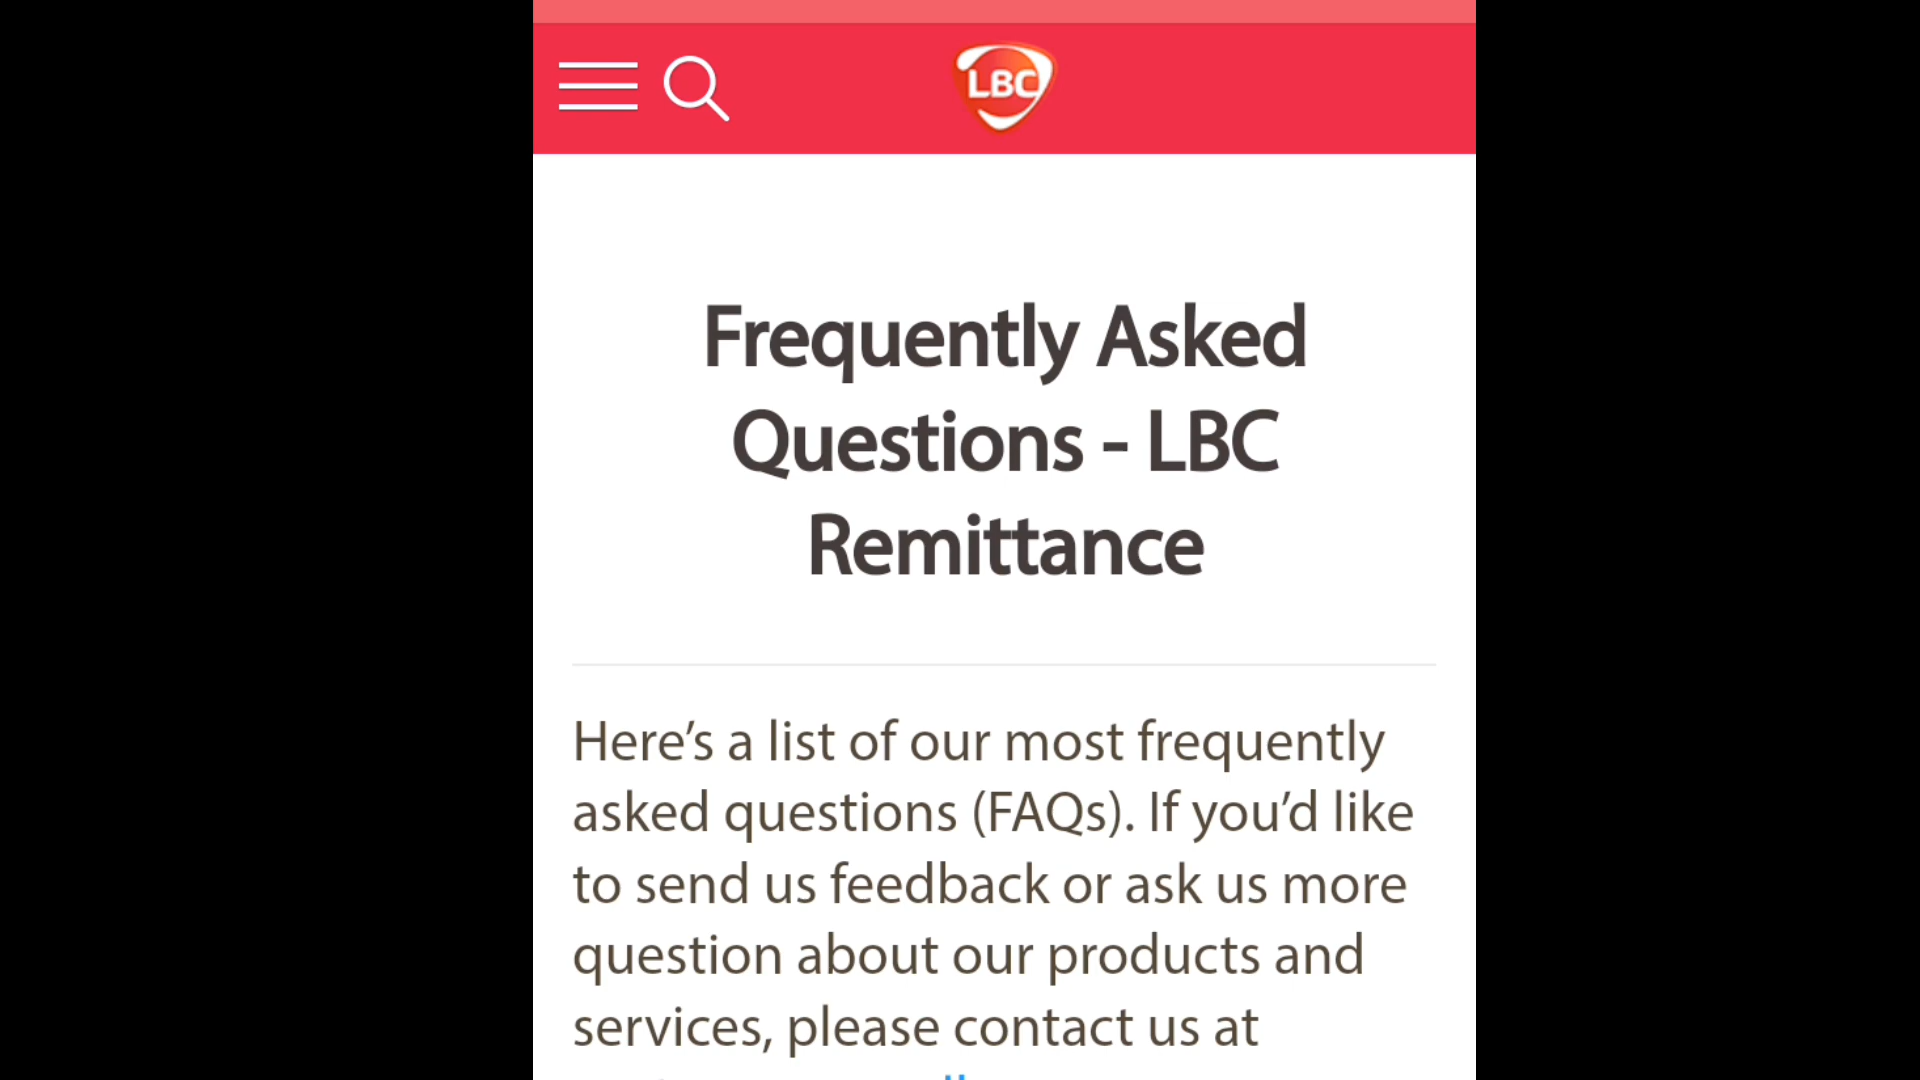 LBC
Frequently Asked
Questions - LBC
Remittance
Here’s a list of our most frequently
asked questions (FAQs). If you’d like
to send us feedback or ask us more
question about our products and
services, please contact us at